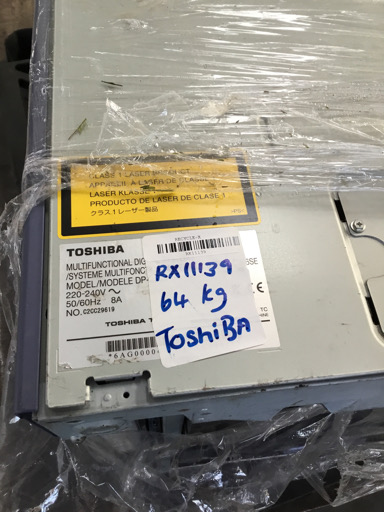 CLASS 1 LASER PRODUCT
APPAREIL A LASER DE CLASSE
LASER KLASSE 1
PRODUCTO DE LASER DE CLASE 1
クラス1レーザー製品
TOSHIBA
MULTIFUNCTIONAL DIG
/SYSTEME MULTIFONC
MODEL/MODELE DP-
220-240V ~
50/60Hz 8A
NO. C2CC29619
TOSHIBA T
*6AG0000
RX11139
64 Kg
ToshiBA